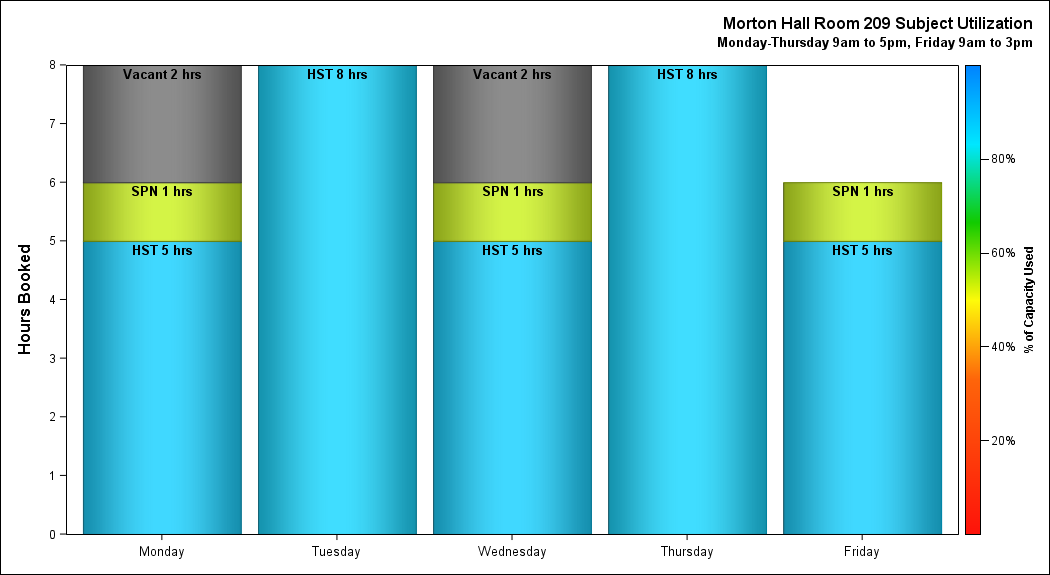 Morton Hall Room 209 Subject Utilization
Monday-Thursday 9am to 5pm, Friday 9am to 3pm
Hours Booked
8
7
6
5
4
3
2
1
0
Vacant 2 hrs
SPN 1 hrs
HST 5 hrs
HST 8 hrs
Vacant 2 hrs
SPN 1 hrs
HST 5 hrs
HST 8 hrs
SPN 1 hrs
HST 5 hrs
Monday
Tuesday
Wednesday
Thursday
Friday
80%
60%
40%
20%
% of Capacity Used